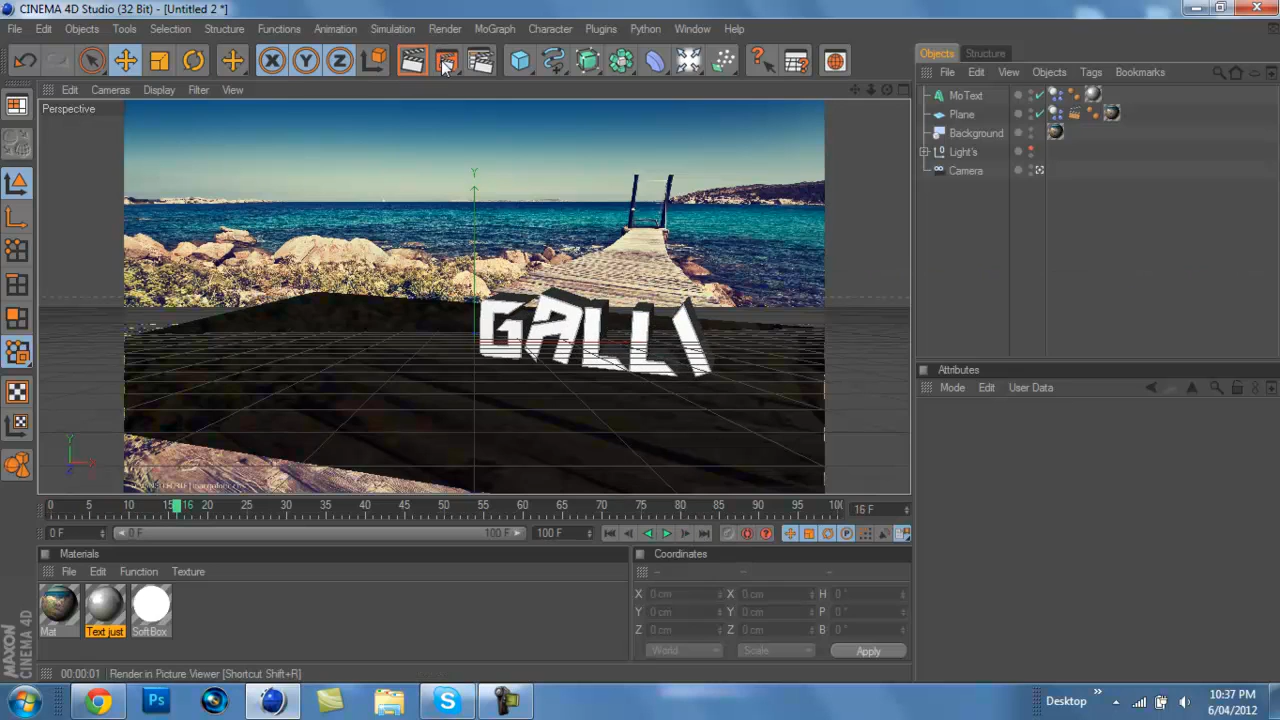 CINEMA 4D Studio (32 Bit) - [Untitled 2 *]
File Edit Objects Tools Selection Structure Functions Animation Simulation Render MoGraph Character Plugins Python Window Help
Edit Cameras Display Filter View
Perspective
Y
GALLI
Y
0 5 10 15 16 20 25 30 35 40 45 50 55 60 65 70 75 80 85 90 95 100
16 F
0 F 0 F 100 F 100 F
Materials
File Edit Function Texture
Mat Text just SoftBox
Coordinates
X 0 cm X 0 cm H 0 °
Y 0 cm Y 0 cm P 0 °
Z 0 cm Z 0 cm B 0 °
World Scale Apply
00:00:01 Render in Picture Viewer [Shortcut Shift+R]
MAXON
CINEMA 4D
Objects Structure
File Edit View Objects Tags Bookmarks
MoText
Plane
Background
Light's
Camera
Attributes
Mode Edit User Data
Ps
Desktop
10:37 PM
6/04/2012